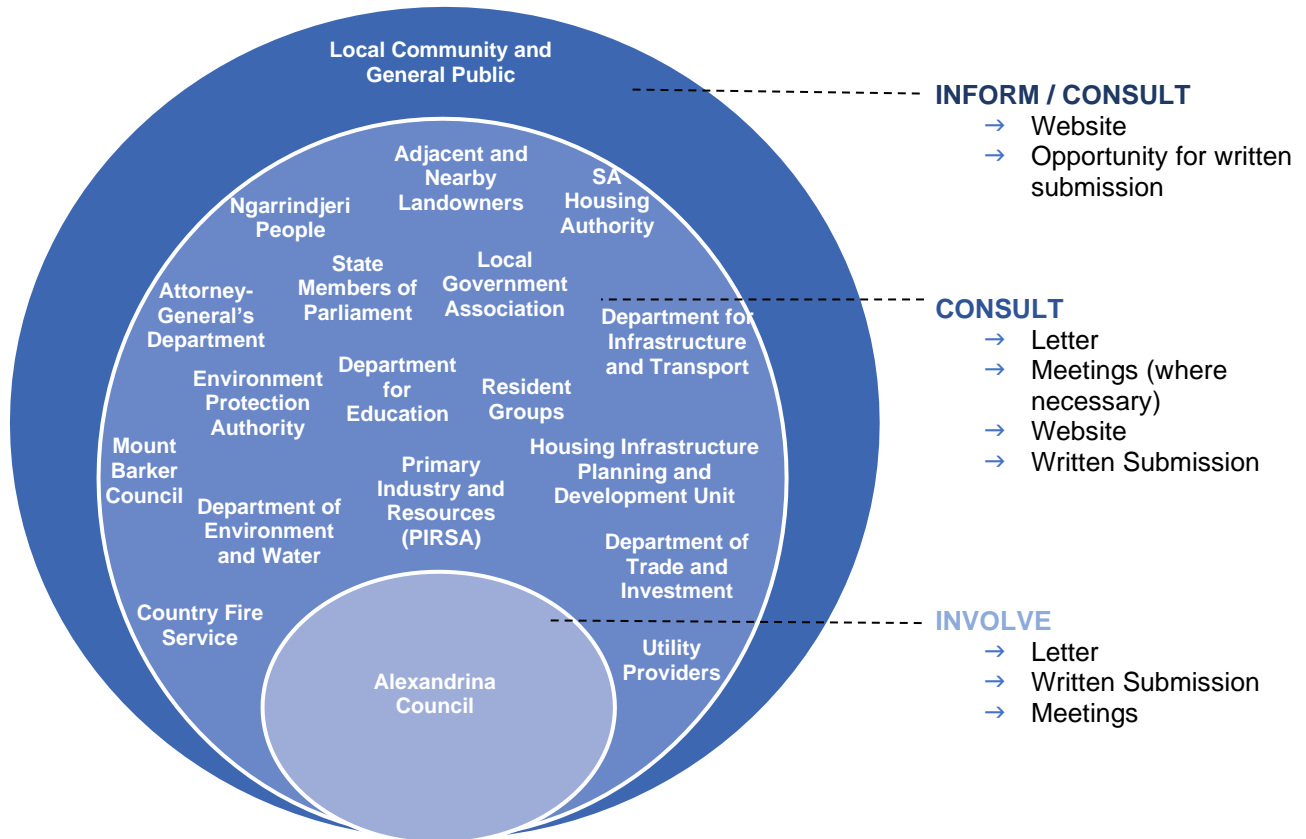 Local Community and
General Public
Adjacent and
Nearby
Landowners
SA
Housing
Authority
Ngarrindjeri
People
State
Members of
Parliament
Local
Government
Association
Attorney-
General’s
Department
Department for
Infrastructure
and Transport
Environment
Protection
Authority
Department
for
Education
Resident
Groups
Mount
Barker
Council
Housing Infrastructure
Planning and
Development Unit
Primary
Industry and
Resources
(PIRSA)
Department of
Environment
and Water
Department of
Trade and
Investment
Country Fire
Service
Utility
Providers
Alexandrina
Council
INFORM / CONSULT
→ Website
→ Opportunity for written
submission
CONSULT
→ Letter
→ Meetings (where
necessary)
→ Website
→ Written Submission
INVOLVE
→ Letter
→ Written Submission
→ Meetings